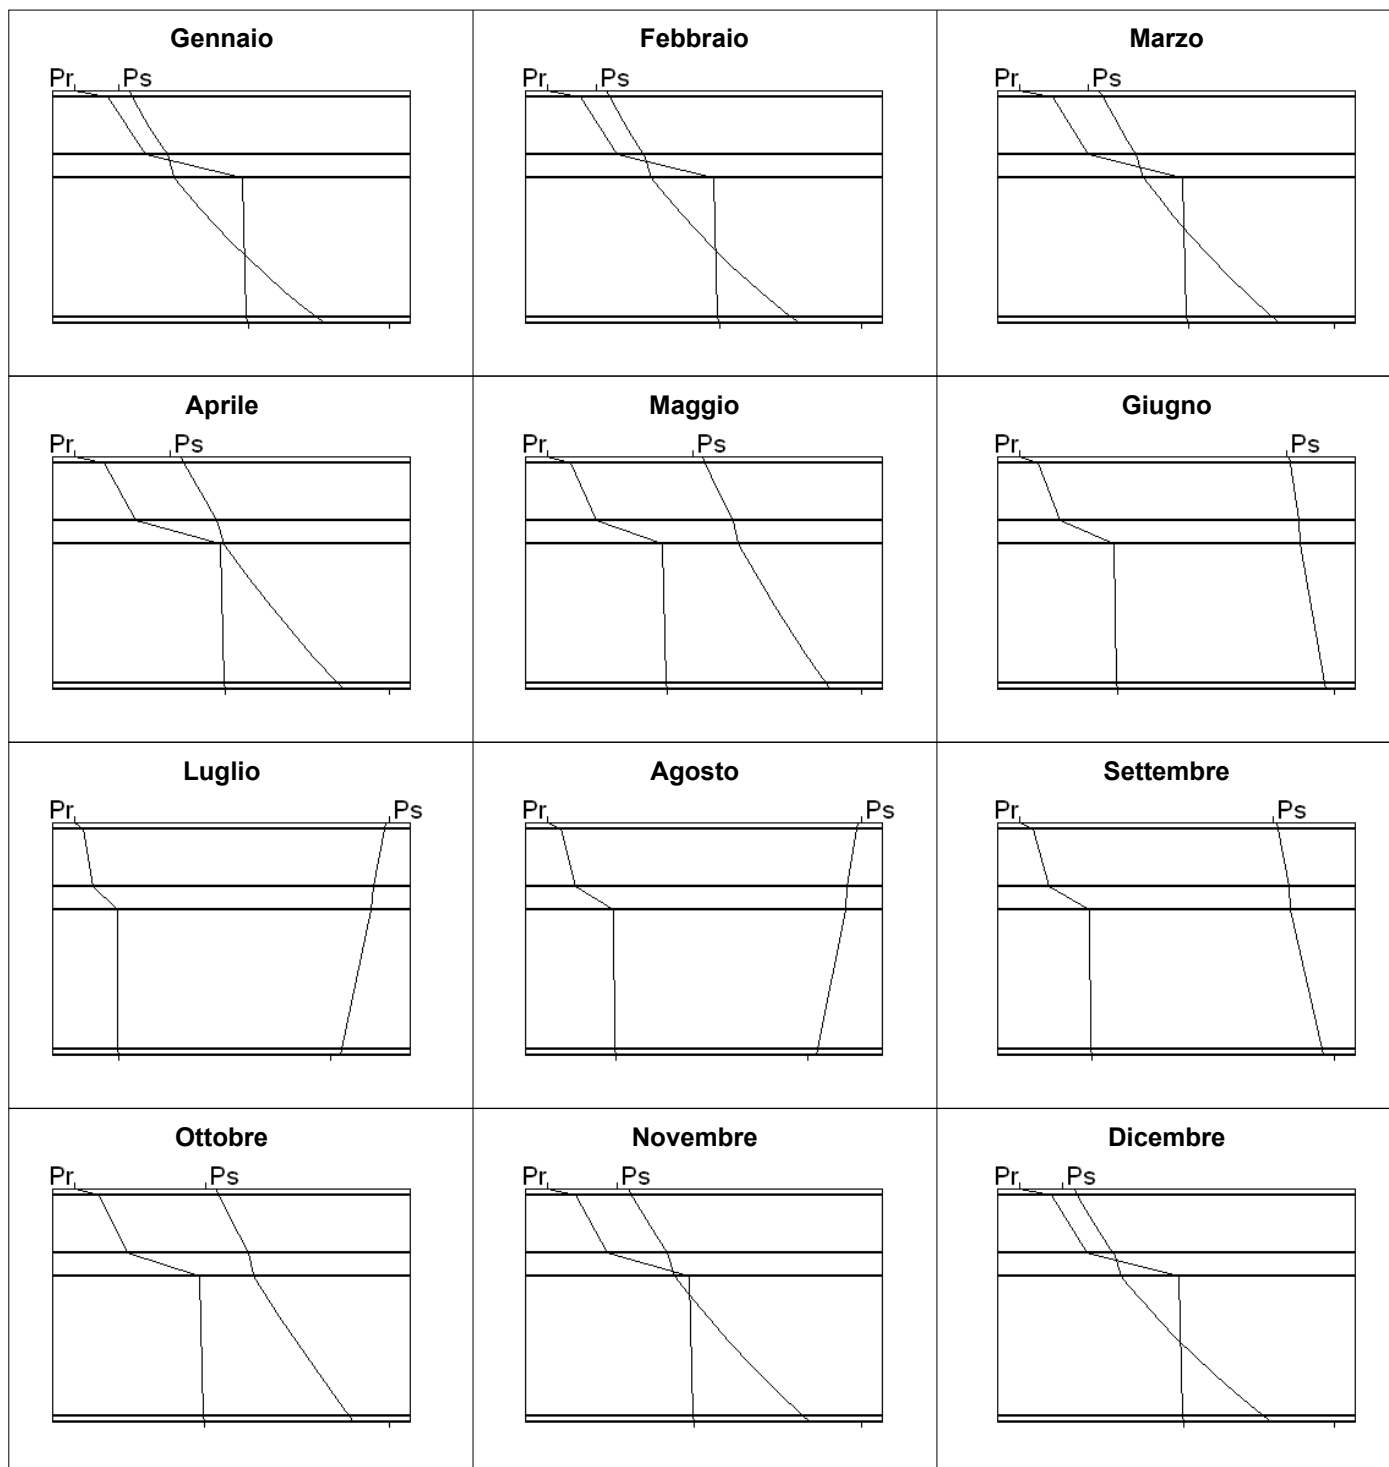 Gennaio
Febbraio
Marzo
Pr Ps
Pr Ps
Pr Ps
Aprile
Maggio
Giugno
Pr Ps
Pr Ps
Pr Ps
Luglio
Agosto
Settembre
Pr Ps
Pr Ps
Pr Ps
Ottobre
Novembre
Dicembre
Pr Ps
Pr Ps
Pr Ps